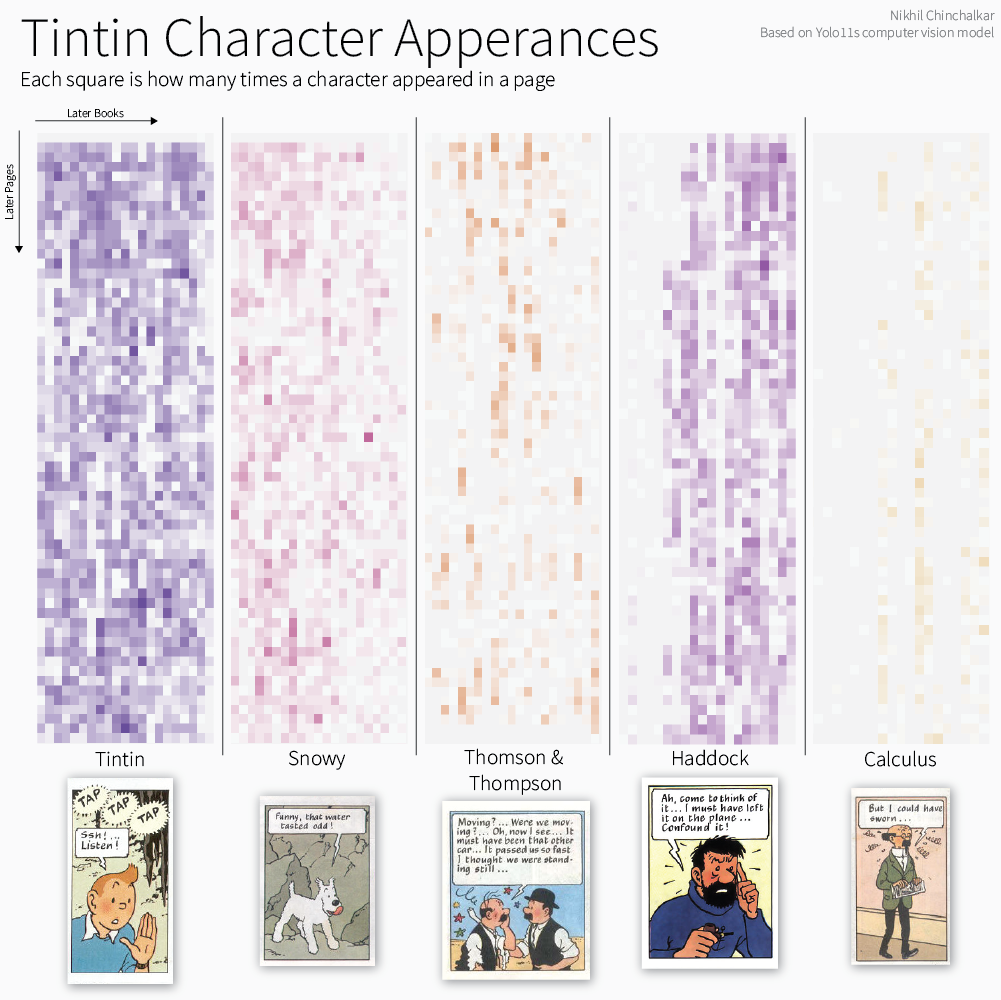 Tintin Character Apperances
Each square is how many times a character appeared in a page
Nikhil Chinchalkar
Based on Yolo11s computer vision model
Later Books
Later Pages
Tintin
Snowy
Thomson &
Thompson
Haddock
Calculus
TAP
TAP
TAP
Ssh! ...
Listen!
Funny, that water
tasted odd!
Moving? ... Were we mov-
ing? ... Oh, now I see... It
must have been that other
car... It passed us so fast
I thought we were stand-
ing still ...
Ah, come to think of
it... I must have left
it on the plane ...
Confound it!
But I could have
sworn ...